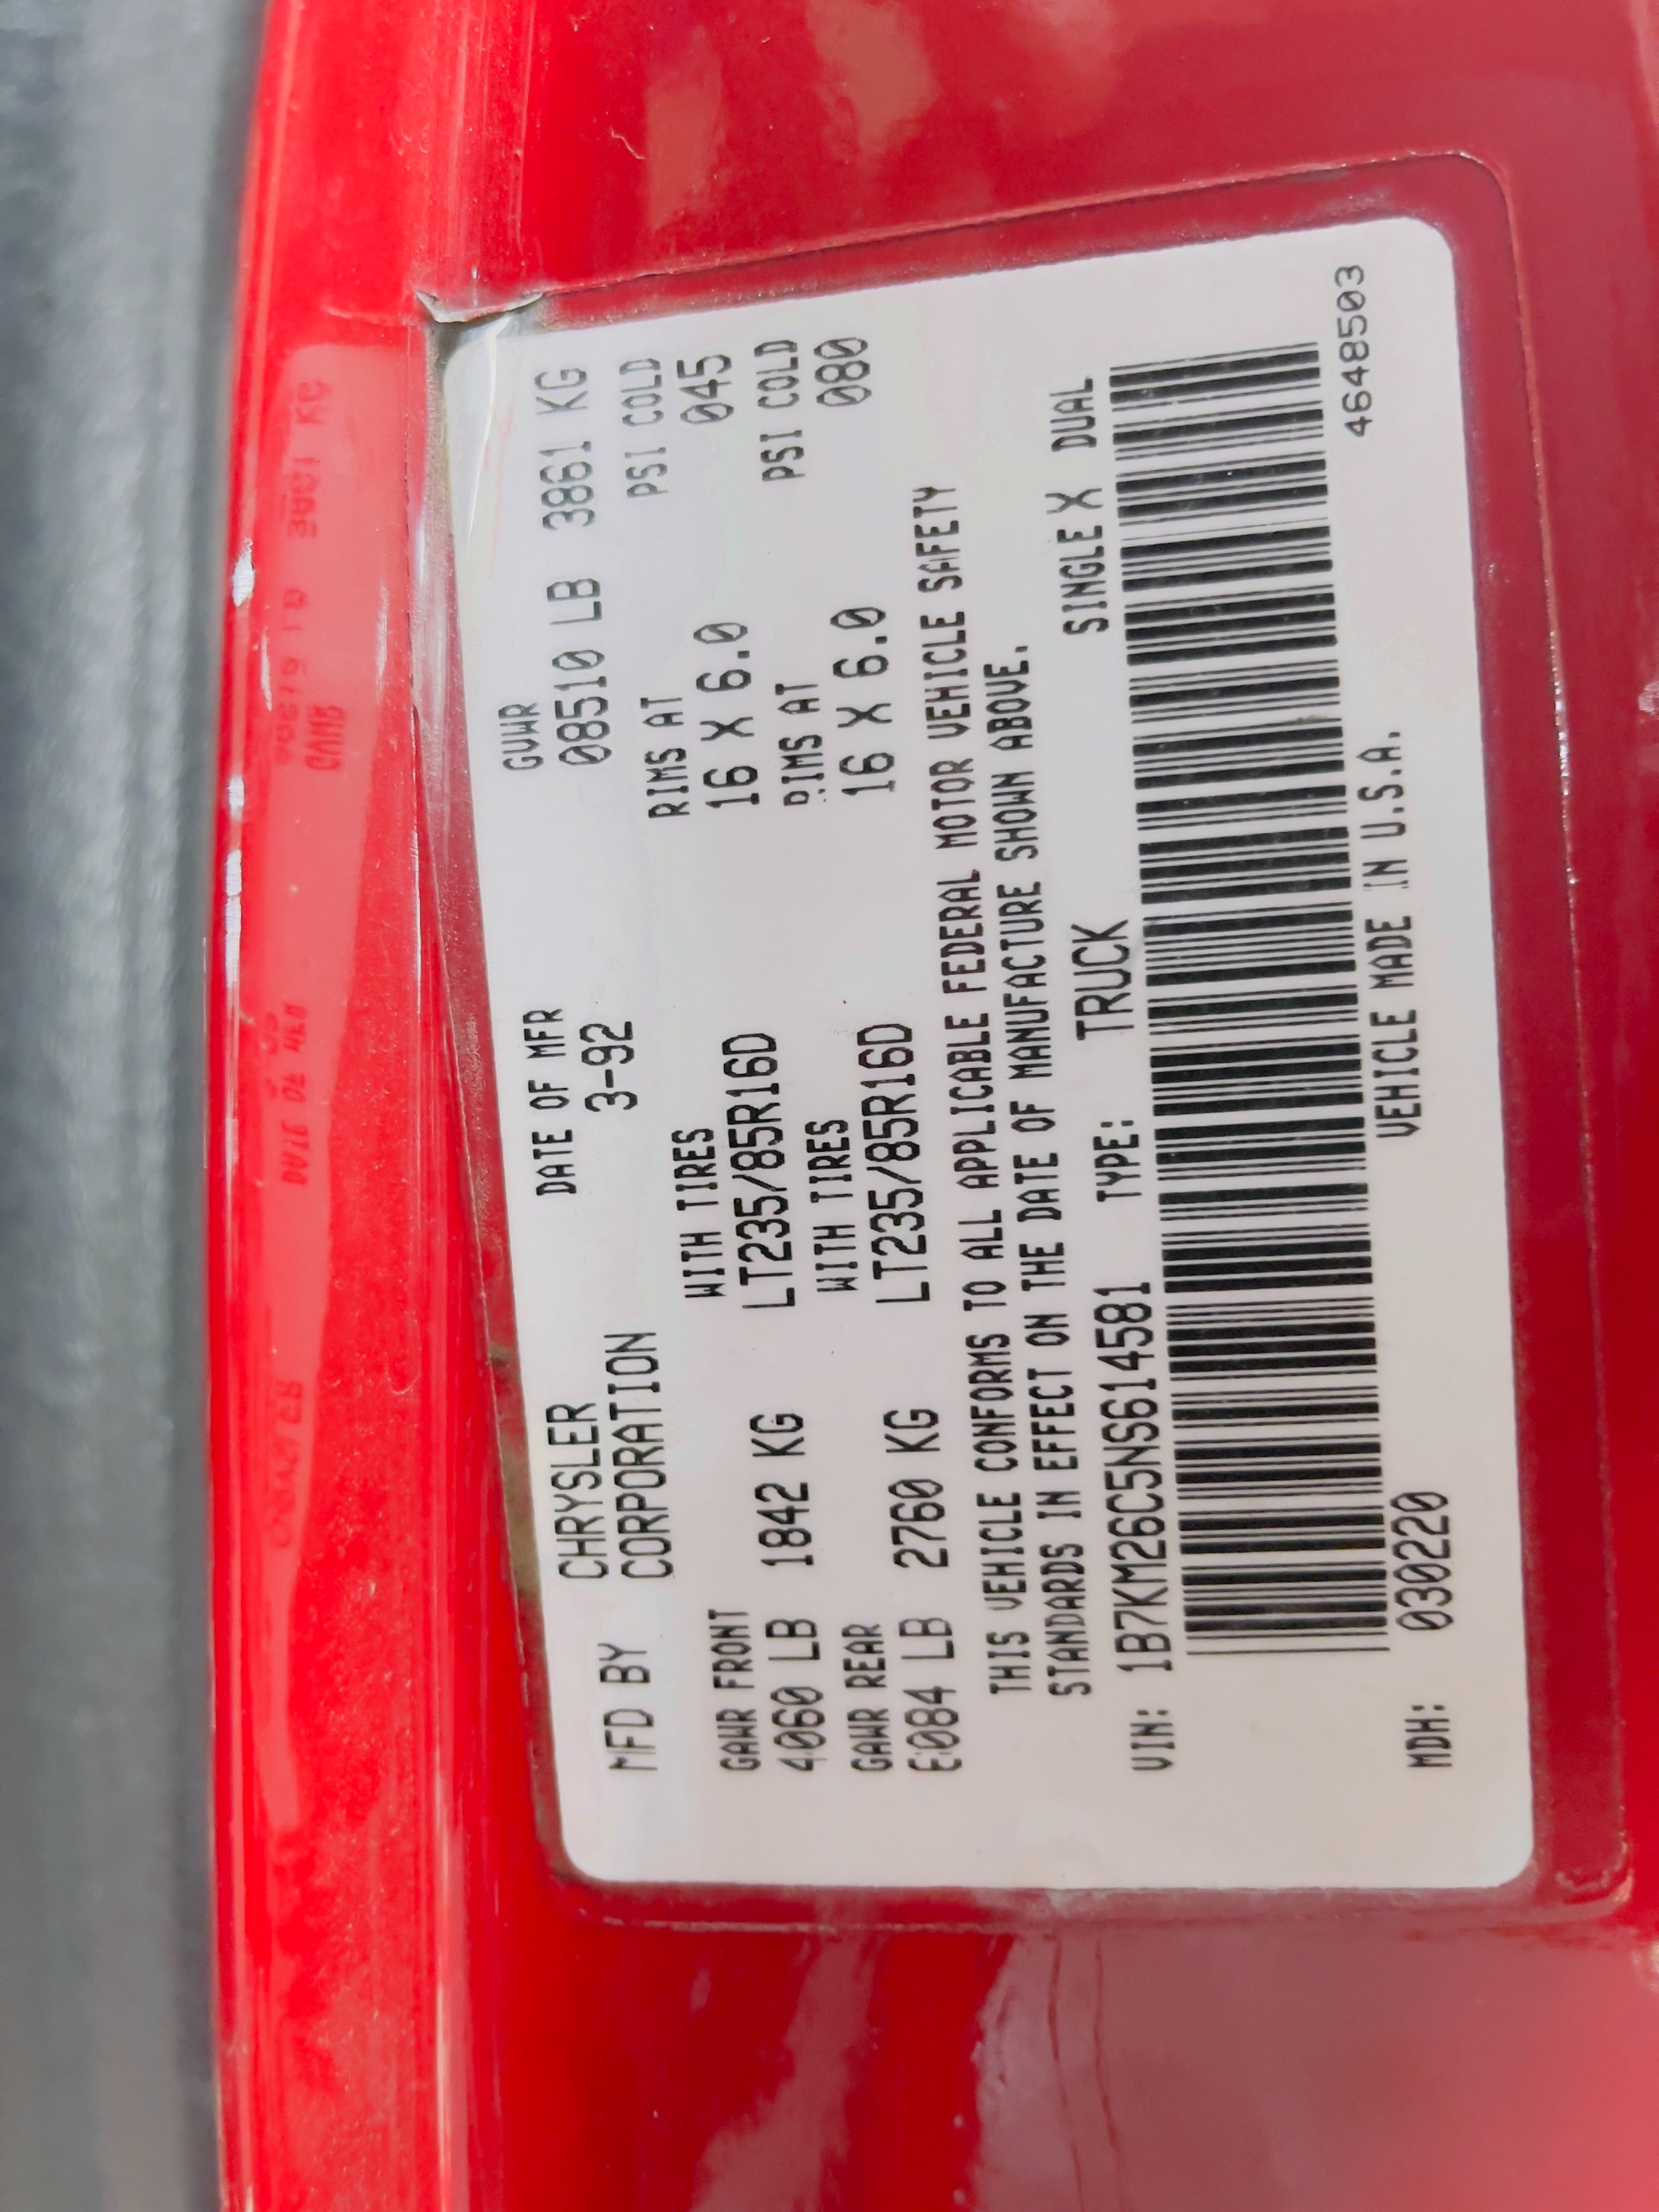 MFD BY CHRYSLER CORPORATION DATE OF MFR 3-92 GVWR 08510 LB 3861 KG
GAWR FRONT WITH TIRES RIMS AT PSI COLD
4060 LB 1842 KG LT235/85R16D 16 X 6.0 045
GAWR REAR WITH TIRES RIMS AT PSI COLD
6084 LB 2760 KG LT235/85R16D 16 X 6.0 080
THIS VEHICLE CONFORMS TO ALL APPLICABLE FEDERAL MOTOR VEHICLE SAFETY
STANDARDS IN EFFECT ON THE DATE OF MANUFACTURE SHOWN ABOVE.
VIN: 1B7KM26C5NS614581 TYPE: TRUCK SINGLE X DUAL
MDH: 030220 VEHICLE MADE IN U.S.A. 4648503